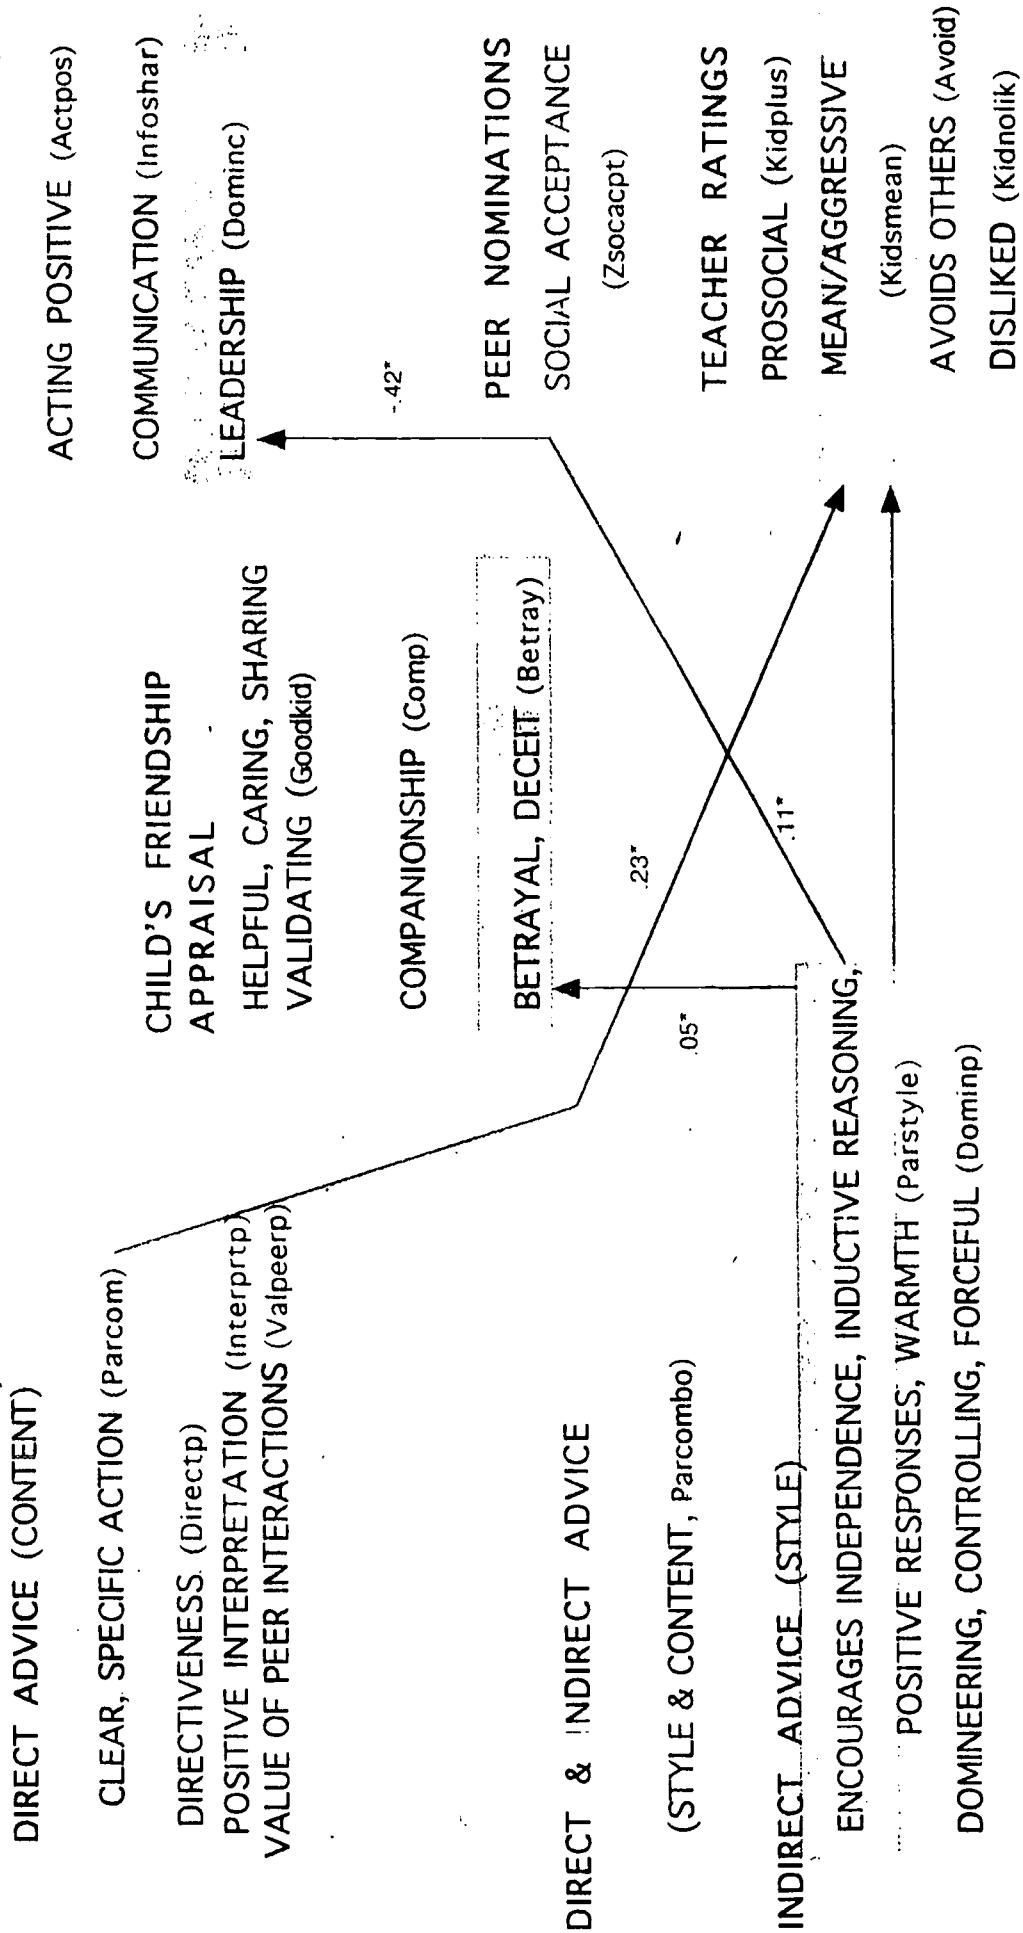 DIRECT ADVICE (CONTENT)
CLEAR, SPECIFIC ACTION (Parcom)
DIRECTIVENESS (Directp)
POSITIVE INTERPRETATION (Interprtp)
VALUE OF PEER INTERACTIONS (Valpeerp)
DIRECT & INDIRECT ADVICE
(STYLE & CONTENT, Parcombo)
INDIRECT ADVICE (STYLE)
ENCOURAGES INDEPENDENCE, INDUCTIVE REASONING,
POSITIVE RESPONSES, WARMTH (Parstyle)
DOMINEERING, CONTROLLING, FORCEFUL (Dominp)
CHILD'S FRIENDSHIP
APPRAISAL
HELPFUL, CARING, SHARING
VALIDATING (Goodkid)
COMPANIONSHIP (Comp)
BETRAYAL, DECEIT (Betray)
.23*
.05*
.11*
-.42*
ACTING POSITIVE (Actpos)
COMMUNICATION (Infoshar)
LEADERSHIP (Dominc)
PEER NOMINATIONS
SOCIAL ACCEPTANCE
(Zsocacpt)
TEACHER RATINGS
PROSOCIAL (Kidplus)
MEAN/AGGRESSIVE
(Kidsmean)
AVOIDS OTHERS (Avoid)
DISLIKED (Kidnolik)